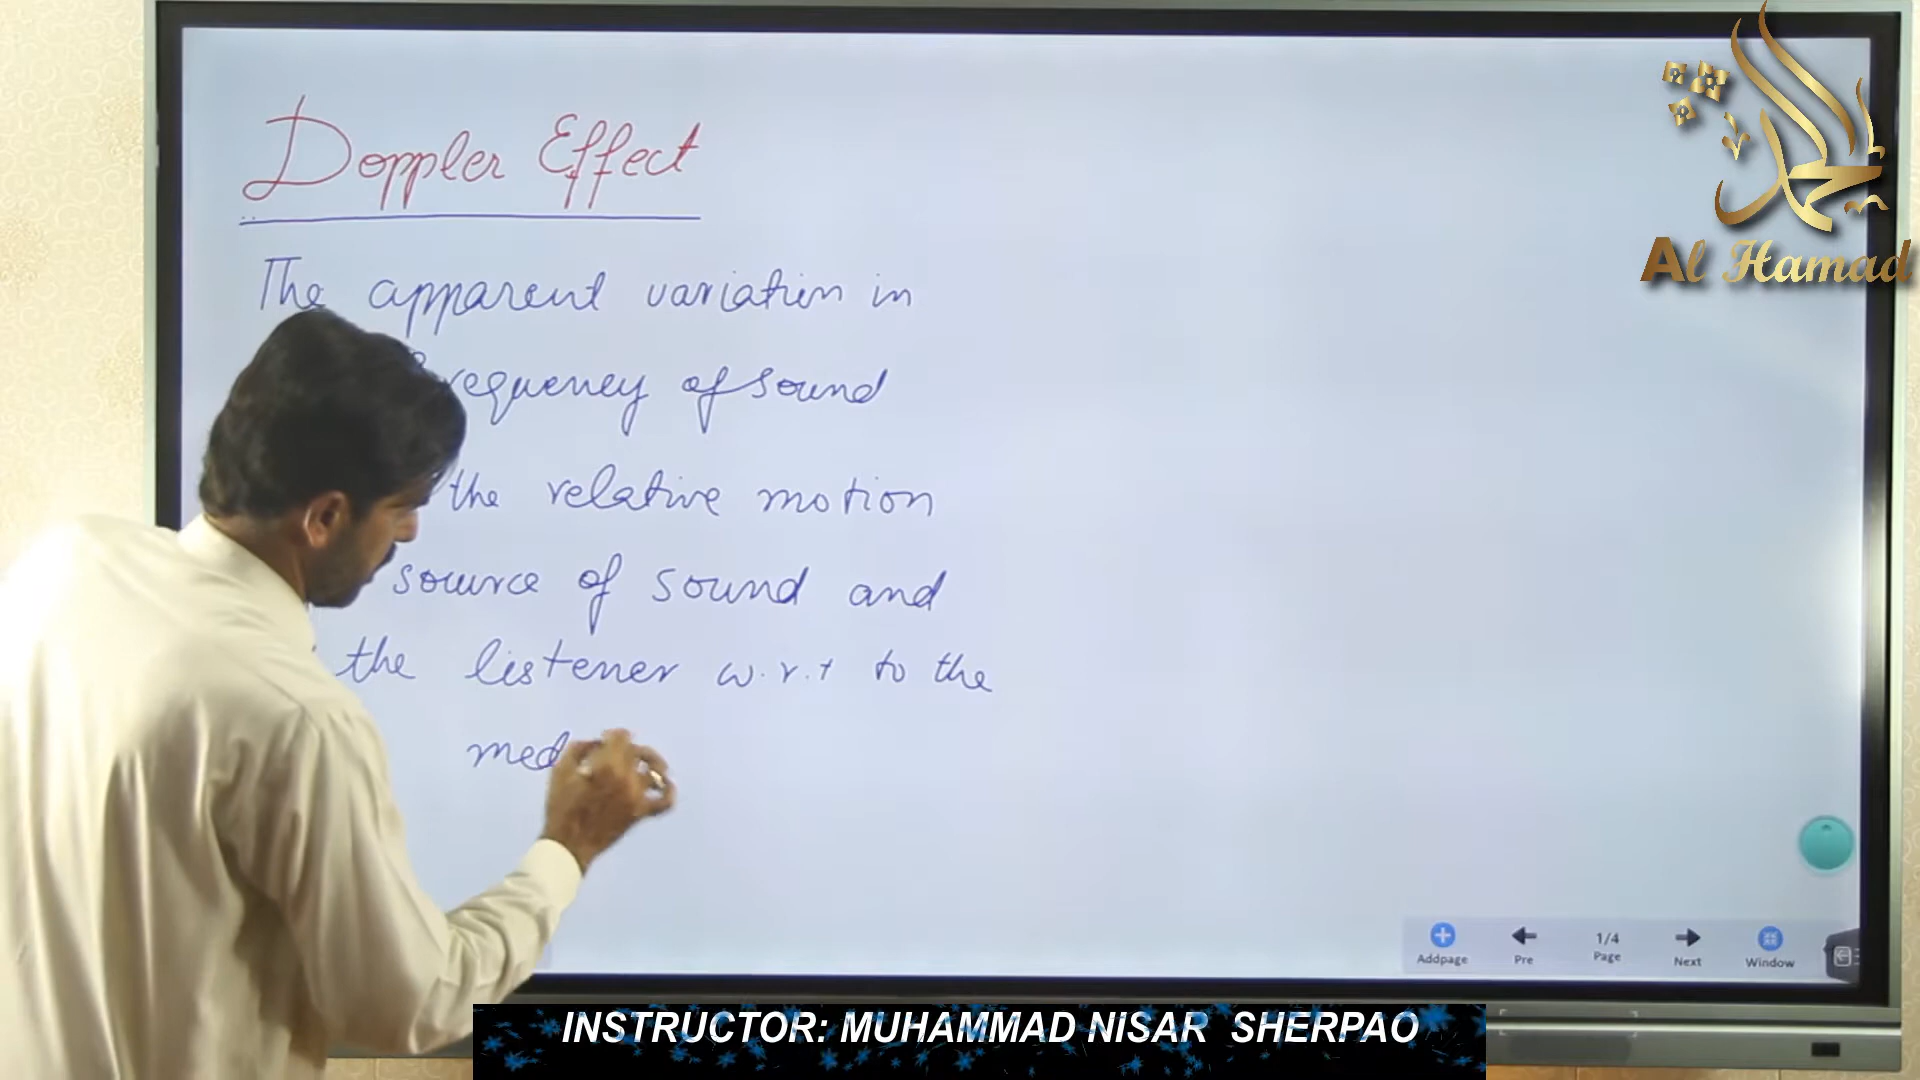 Doppler Effect
The apparent variation in
frequency of sound
the relative motion
source of sound and
the listener w.r.t to the
med
الحمد
Al Hamad
Addpage
Pre
1/4
Page
Next
Window
INSTRUCTOR: MUHAMMAD NISAR SHERPAO